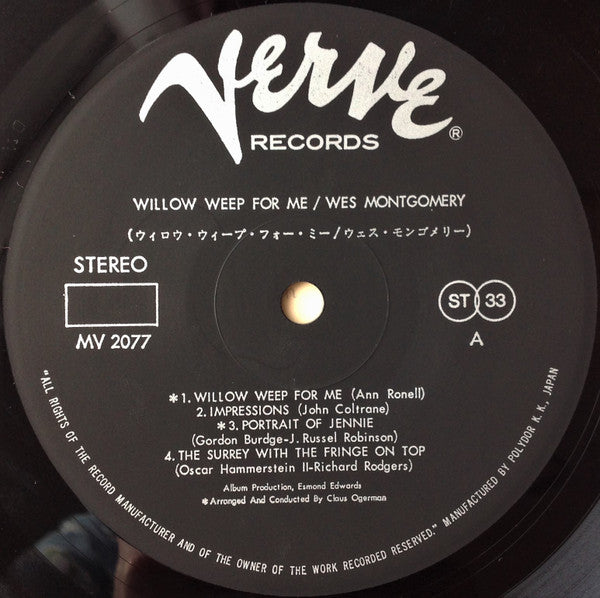 Verve
RECORDS ®
WILLOW WEEP FOR ME / WES MONTGOMERY
(ウィロウ・ウィープ・フォー・ミー/ウェス・モンゴメリー)
STEREO
MV 2077
ST 33
A
*1. WILLOW WEEP FOR ME (Ann Ronell)
2. IMPRESSIONS (John Coltrane)
*3. PORTRAIT OF JENNIE
(Gordon Burdge-J. Russel Robinson)
4. THE SURREY WITH THE FRINGE ON TOP
(Oscar Hammerstein II-Richard Rodgers)
Album Production, Esmond Edwards
*Arranged And Conducted By Claus Ogerman
"ALL RIGHTS OF THE RECORD MANUFACTURER AND OF THE OWNER OF THE WORK RECORDED RESERVED." MANUFACTURED BY POLYDOR K. K., JAPAN